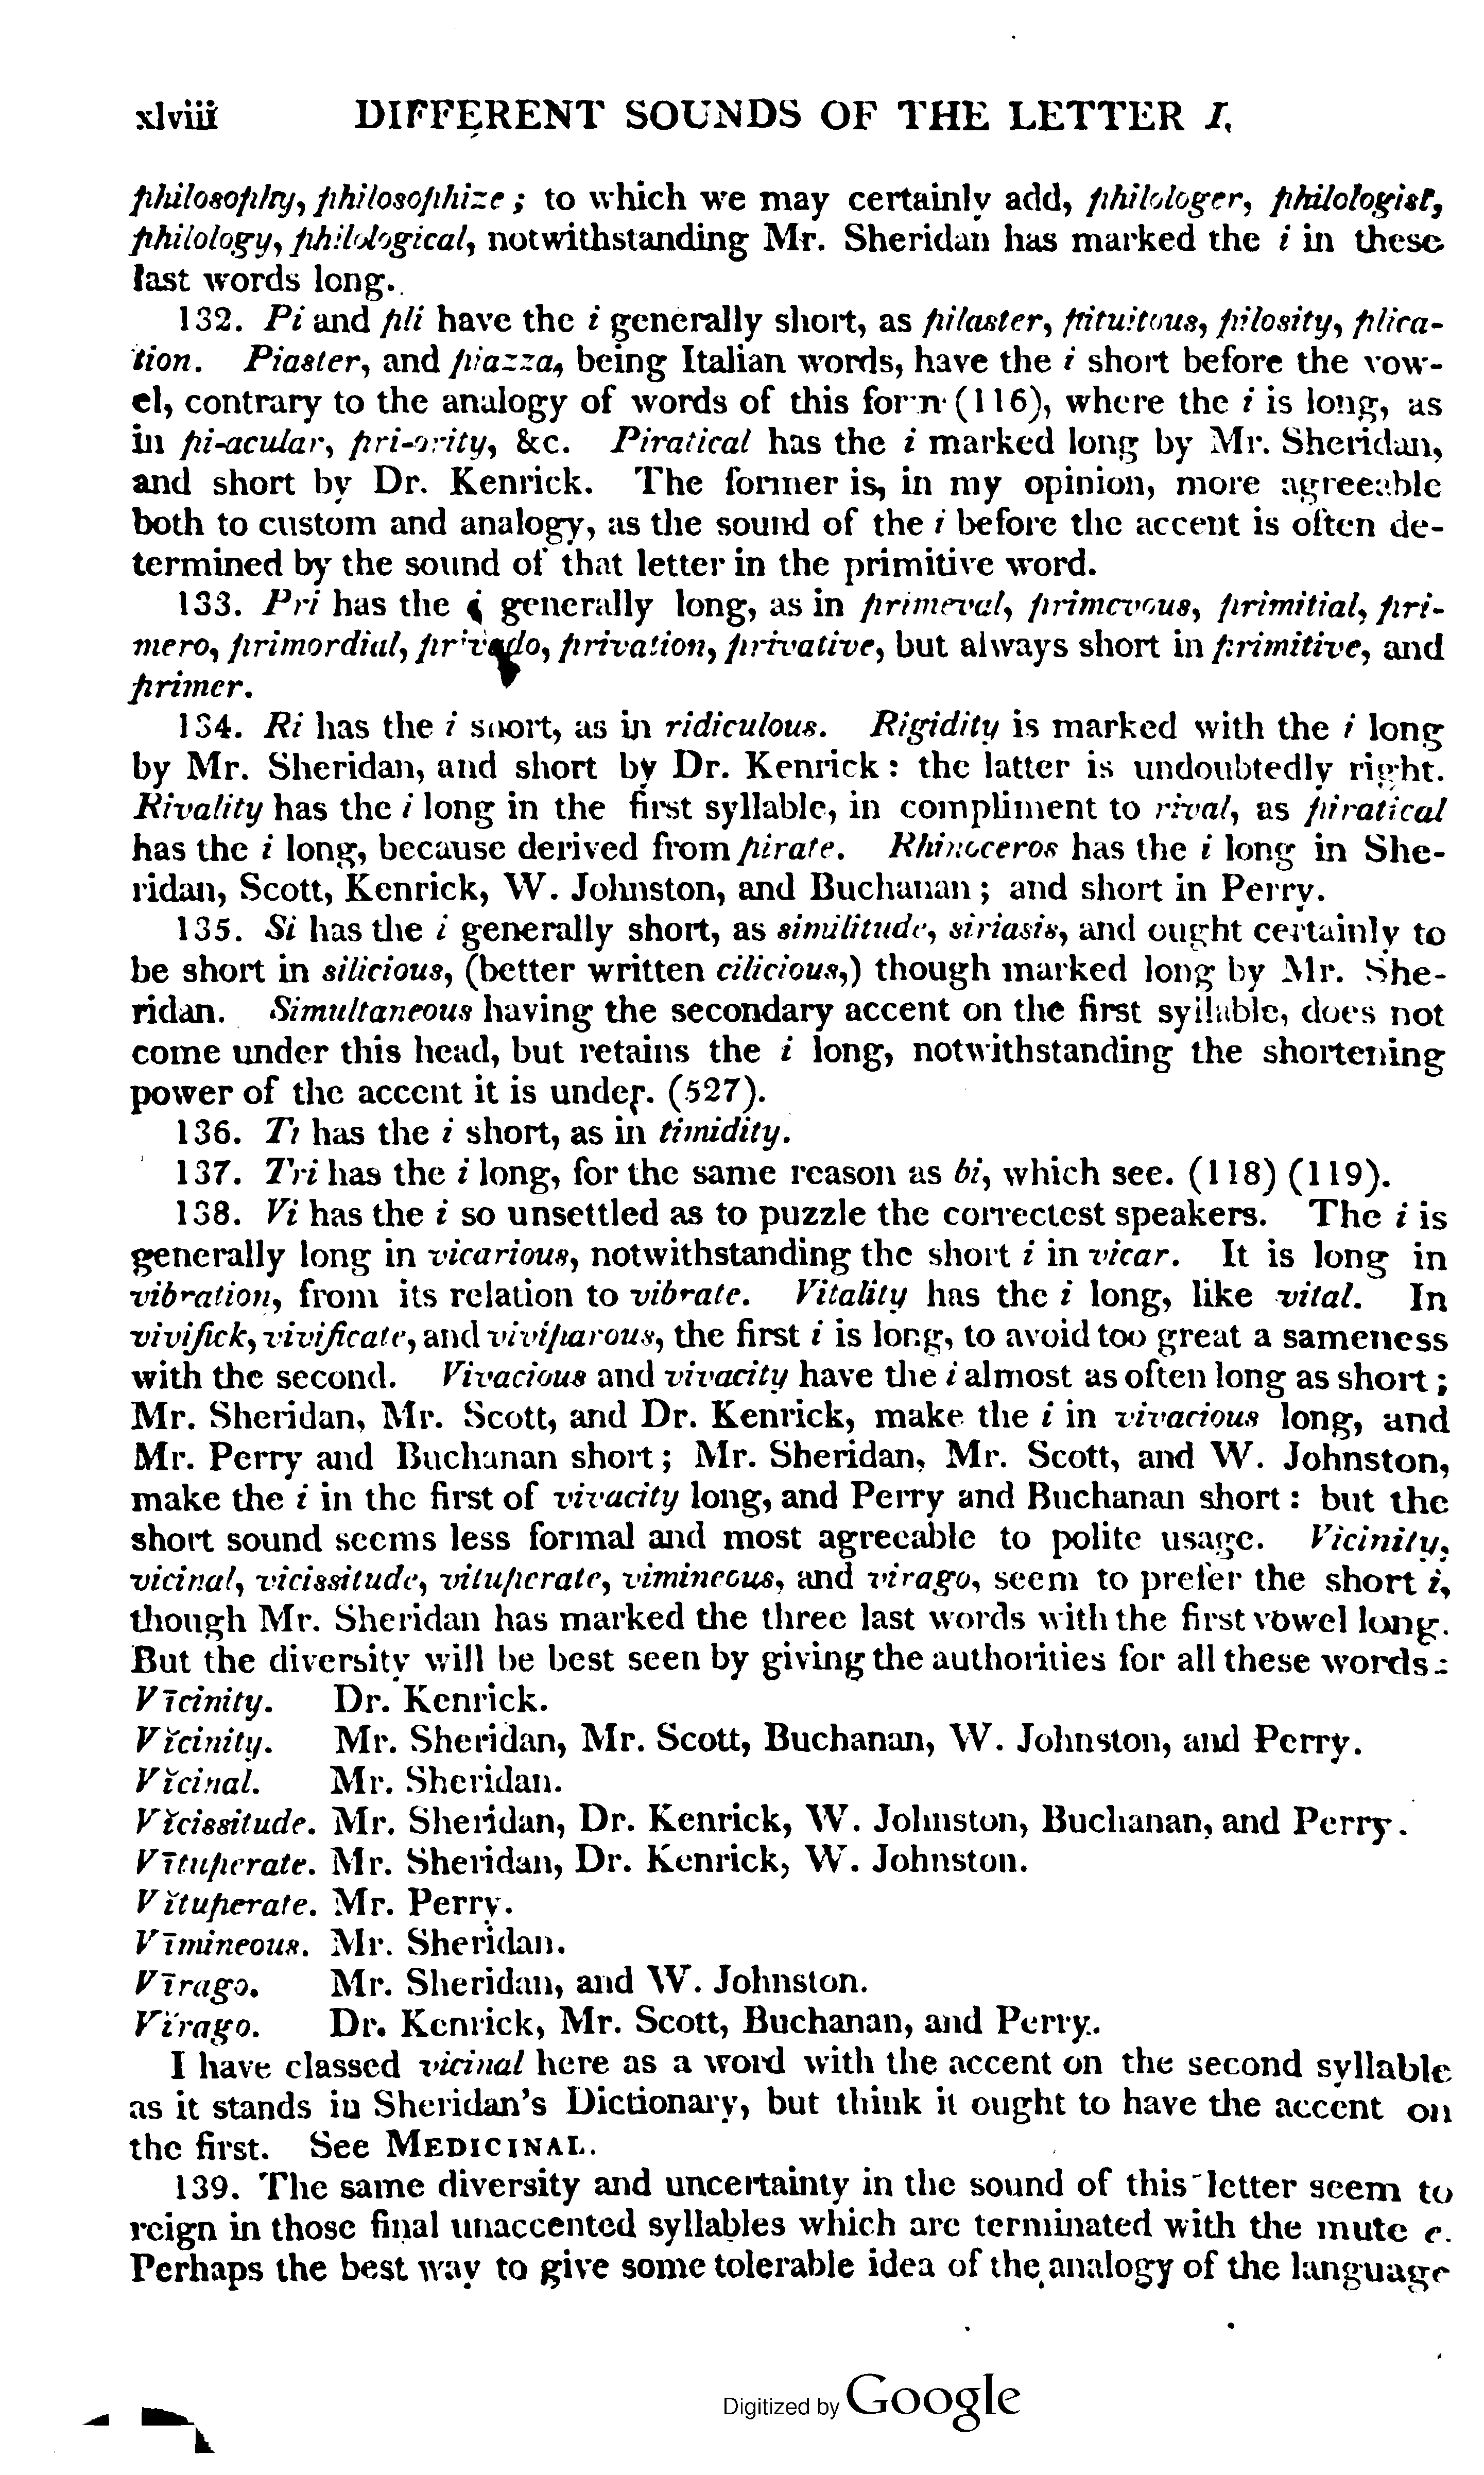 xlviii DIFFERENT SOUNDS OF THE LETTER I.
philosophy, philosophize; to which we may certainly add, philologer, philologist,
philology, philological, notwithstanding Mr. Sheridan has marked the i in these
last words long.
132. Pi and pli have the i generally short, as pilaster, pituitous, pilosity, plica-
tion. Piaster, and piazza, being Italian words, have the i short before the vow-
el, contrary to the analogy of words of this form (116), where the i is long, as
in pi-acular, pri-ority, &c. Piratical has the i marked long by Mr. Sheridan,
and short by Dr. Kenrick. The former is, in my opinion, more agreeable
both to custom and analogy, as the sound of the i before the accent is often de-
termined by the sound of that letter in the primitive word.
133. Pri has the i generally long, as in primeval, primevous, primitial, pri-
mero, primordial, privado, privation, privative, but always short in primitive, and
primer.
134. Ri has the i short, as in ridiculous. Rigidity is marked with the i long
by Mr. Sheridan, and short by Dr. Kenrick: the latter is undoubtedly right.
Rivality has the i long in the first syllable, in compliment to rival, as piratical
has the i long, because derived from pirate. Rhinoceros has the i long in She-
ridan, Scott, Kenrick, W. Johnston, and Buchanan; and short in Perry.
135. Si has the i generally short, as similitude, siriasis, and ought certainly to
be short in silicious, (better written cilicious,) though marked long by Mr. She-
ridan. Simultaneous having the secondary accent on the first syllable, does not
come under this head, but retains the i long, notwithstanding the shortening
power of the accent it is under. (527).
136. Ti has the i short, as in timidity.
137. Tri has the i long, for the same reason as bi, which see. (118) (119).
138. Vi has the i so unsettled as to puzzle the correctest speakers. The i is
generally long in vicarious, notwithstanding the short i in vicar. It is long in
vibration, from its relation to vibrate. Vitality has the i long, like vital. In
vivifick, vivificate, and viviparous, the first i is long, to avoid too great a sameness
with the second. Vivacious and vivacity have the i almost as often long as short;
Mr. Sheridan, Mr. Scott, and Dr. Kenrick, make the i in vivacious long, and
Mr. Perry and Buchanan short; Mr. Sheridan, Mr. Scott, and W. Johnston,
make the i in the first of vivacity long, and Perry and Buchanan short: but the
short sound seems less formal and most agreeable to polite usage. Vicinity,
vicinal, vicissitude, vituperate, vimineous, and virago, seem to prefer the short i,
though Mr. Sheridan has marked the three last words with the first vowel long.
But the diversity will be best seen by giving the authorities for all these words:
Vīcinity. Dr. Kenrick.
Vĭcinity. Mr. Sheridan, Mr. Scott, Buchanan, W. Johnston, and Perry.
Vĭcinal. Mr. Sheridan.
Vĭcissitude. Mr. Sheridan, Dr. Kenrick, W. Johnston, Buchanan, and Perry.
Vītuperate. Mr. Sheridan, Dr. Kenrick, W. Johnston.
Vĭtuperate. Mr. Perry.
Vīmineous. Mr. Sheridan.
Vīrago. Mr. Sheridan, and W. Johnston.
Vĭrago. Dr. Kenrick, Mr. Scott, Buchanan, and Perry.
I have classed vicinal here as a word with the accent on the second syllable
as it stands in Sheridan's Dictionary, but think it ought to have the accent on
the first. See MEDICINAL.
139. The same diversity and uncertainty in the sound of this letter seem to
reign in those final unaccented syllables which are terminated with the mute e.
Perhaps the best way to give some tolerable idea of the analogy of the language
Digitized by Google